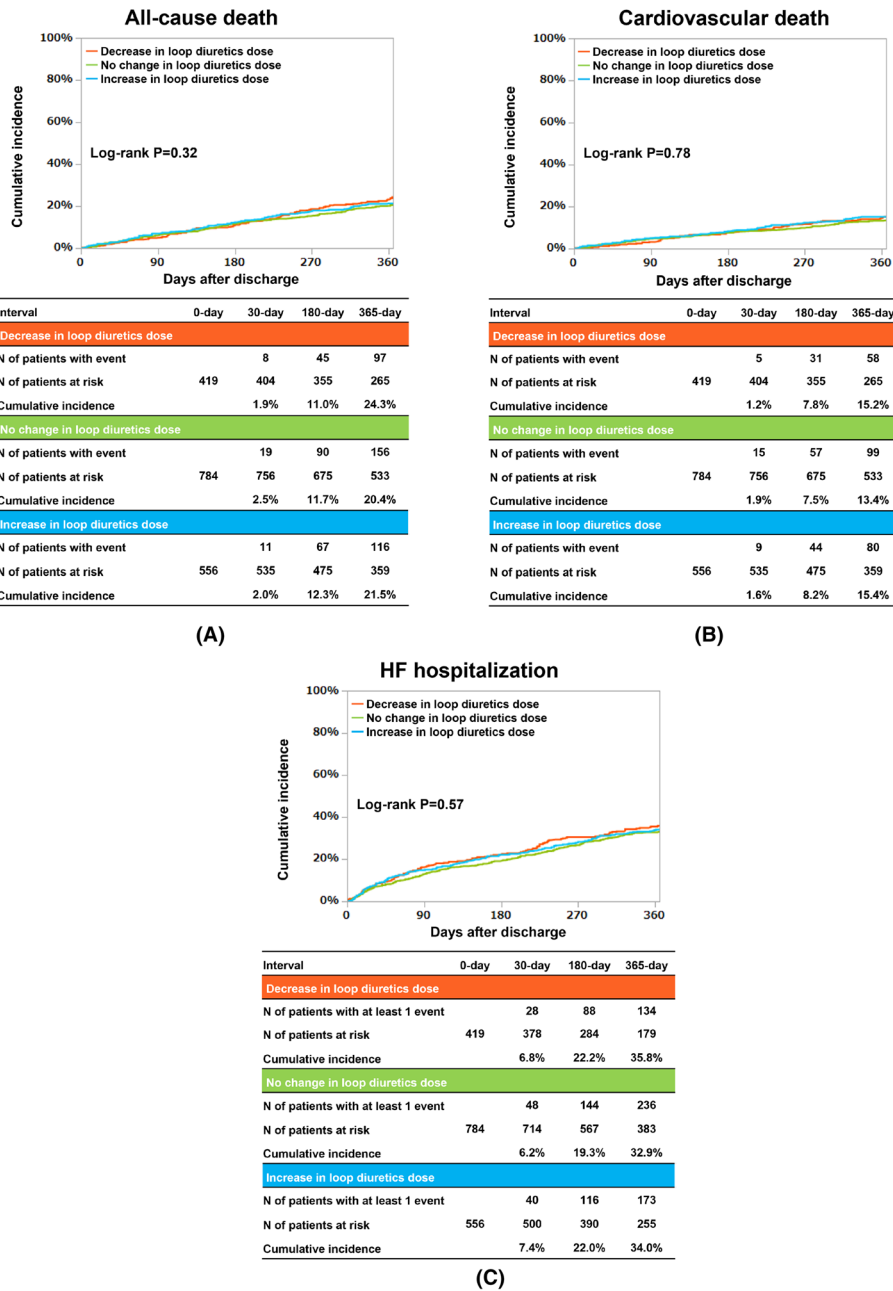 All-cause death
100%
80%
60%
40%
20%
0%
Cumulative incidence
Decrease in loop diuretics dose
No change in loop diuretics dose
Increase in loop diuretics dose
Log-rank P=0.32
0 90 180 270 360
Days after discharge
nterval 0-day 30-day 180-day 365-day
Decrease in loop diuretics dose
N of patients with event 8 45 97
N of patients at risk 419 404 355 265
Cumulative incidence 1.9% 11.0% 24.3%
No change in loop diuretics dose
N of patients with event 19 90 156
N of patients at risk 784 756 675 533
Cumulative incidence 2.5% 11.7% 20.4%
Increase in loop diuretics dose
N of patients with event 11 67 116
N of patients at risk 556 535 475 359
Cumulative incidence 2.0% 12.3% 21.5%
(A)
Cardiovascular death
100%
80%
60%
40%
20%
0%
Cumulative incidence
Decrease in loop diuretics dose
No change in loop diuretics dose
Increase in loop diuretics dose
Log-rank P=0.78
0 90 180 270 360
Days after discharge
Interval 0-day 30-day 180-day 365-day
Decrease in loop diuretics dose
N of patients with event 5 31 58
N of patients at risk 419 404 355 265
Cumulative incidence 1.2% 7.8% 15.2%
No change in loop diuretics dose
N of patients with event 15 57 99
N of patients at risk 784 756 675 533
Cumulative incidence 1.9% 7.5% 13.4%
Increase in loop diuretics dose
N of patients with event 9 44 80
N of patients at risk 556 535 475 359
Cumulative incidence 1.6% 8.2% 15.4%
(B)
HF hospitalization
100%
80%
60%
40%
20%
0%
Cumulative incidence
Decrease in loop diuretics dose
No change in loop diuretics dose
Increase in loop diuretics dose
Log-rank P=0.57
0 90 180 270 360
Days after discharge
Interval 0-day 30-day 180-day 365-day
Decrease in loop diuretics dose
N of patients with at least 1 event 28 88 134
N of patients at risk 419 378 284 179
Cumulative incidence 6.8% 22.2% 35.8%
No change in loop diuretics dose
N of patients with at least 1 event 48 144 236
N of patients at risk 784 714 567 383
Cumulative incidence 6.2% 19.3% 32.9%
Increase in loop diuretics dose
N of patients with at least 1 event 40 116 173
N of patients at risk 556 500 390 255
Cumulative incidence 7.4% 22.0% 34.0%
(C)